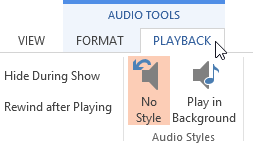 AUDIO TOOLS
VIEW FORMAT PLAYBACK
Hide During Show
Rewind after Playing
No Style
Play in Background
Audio Styles